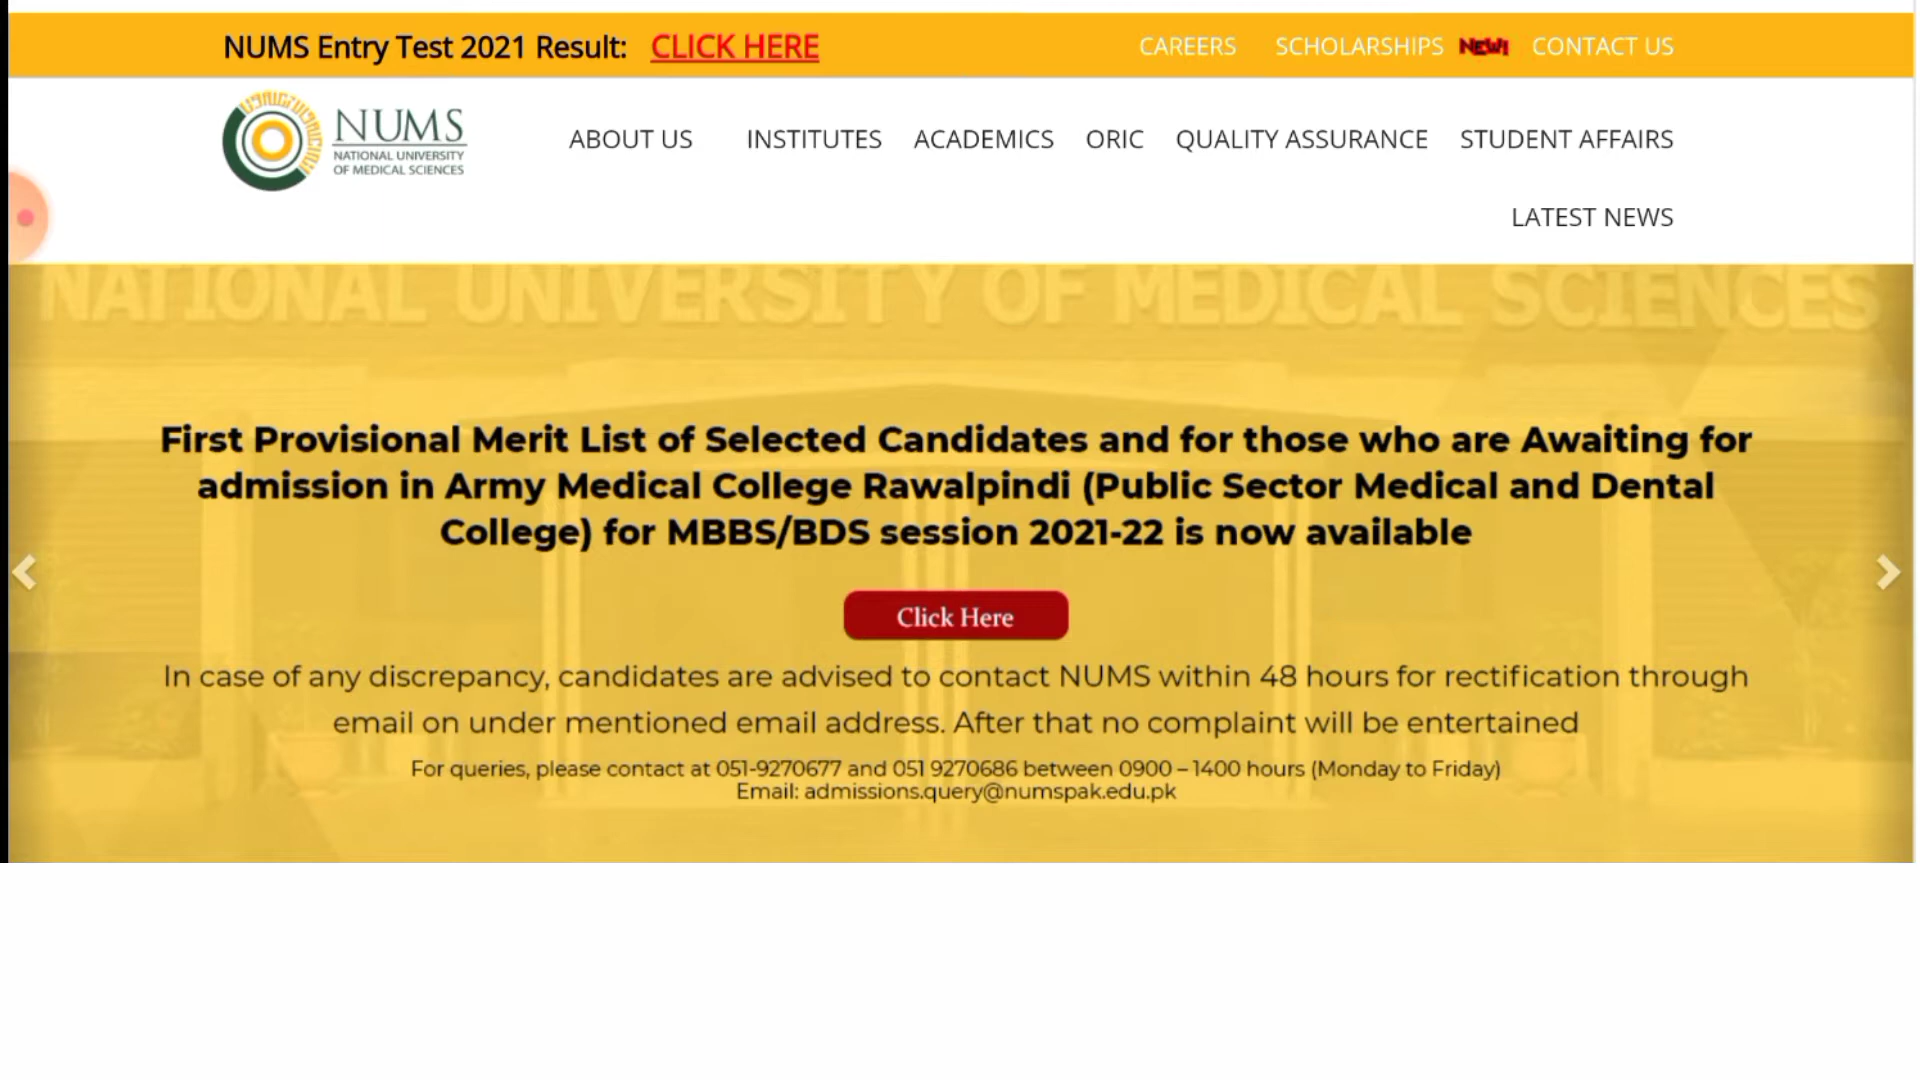 NUMS Entry Test 2021 Result: CLICK HERE
CAREERS SCHOLARSHIPS NEW! CONTACT US
NUMS
NATIONAL UNIVERSITY
OF MEDICAL SCIENCES
ABOUT US INSTITUTES ACADEMICS ORIC QUALITY ASSURANCE STUDENT AFFAIRS
LATEST NEWS
NATIONAL UNIVERSITY OF MEDICAL SCIENCES
First Provisional Merit List of Selected Candidates and for those who are Awaiting for
admission in Army Medical College Rawalpindi (Public Sector Medical and Dental
College) for MBBS/BDS session 2021-22 is now available
Click Here
In case of any discrepancy, candidates are advised to contact NUMS within 48 hours for rectification through
email on under mentioned email address. After that no complaint will be entertained
For queries, please contact at 051-9270677 and 051 9270686 between 0900 – 1400 hours (Monday to Friday)
Email: admissions.query@numspak.edu.pk